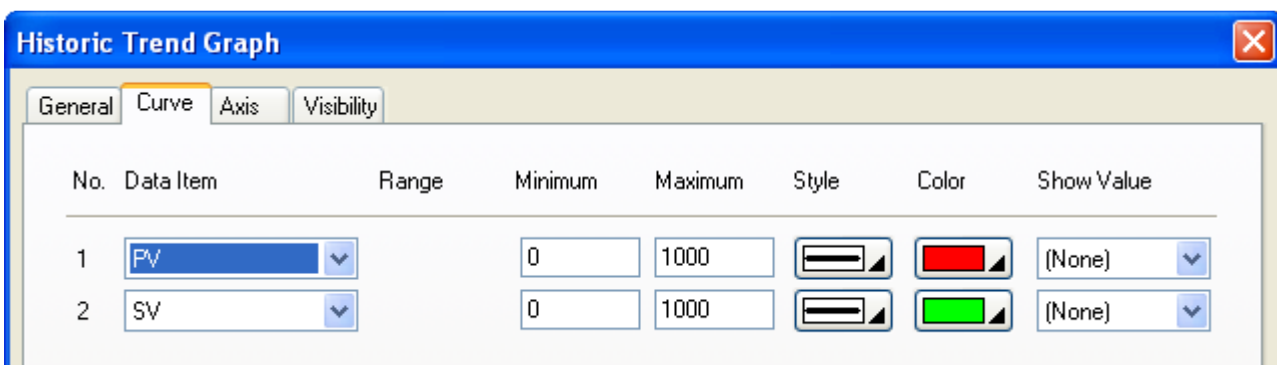 Historic Trend Graph
General Curve Axis Visibility
No. Data Item Range Minimum Maximum Style Color Show Value
1 PV 0 1000 (None)
2 SV 0 1000 (None)